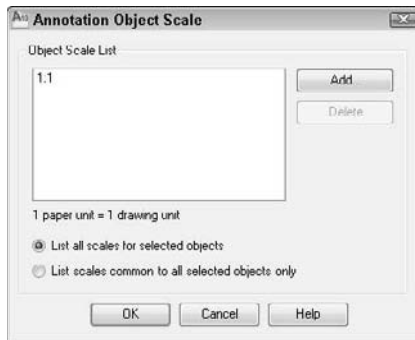 Annotation Object Scale
Object Scale List
1:1
Add
Delete
1 paper unit = 1 drawing unit
List all scales for selected objects
List scales common to all selected objects only
OK
Cancel
Help